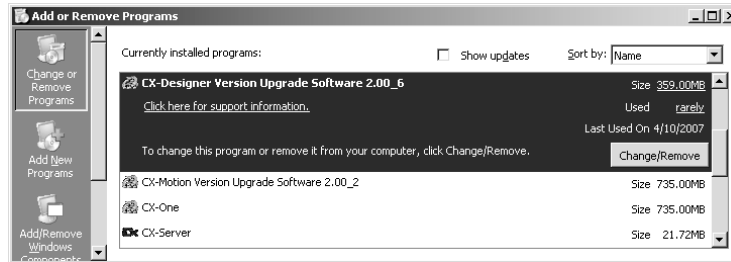 Add or Remove Programs
Change or
Remove
Programs
Currently installed programs:
Show updates
Sort by: Name
CX-Designer Version Upgrade Software 2.00_6
Size 359.00MB
Click here for support information.
Used rarely
Last Used On 4/10/2007
To change this program or remove it from your computer, click Change/Remove.
Change/Remove
Add New
Programs
CX-Motion Version Upgrade Software 2.00_2
Size 735.00MB
CX-One
Size 735.00MB
Add/Remove
Windows
Components
CX-Server
Size 21.72MB